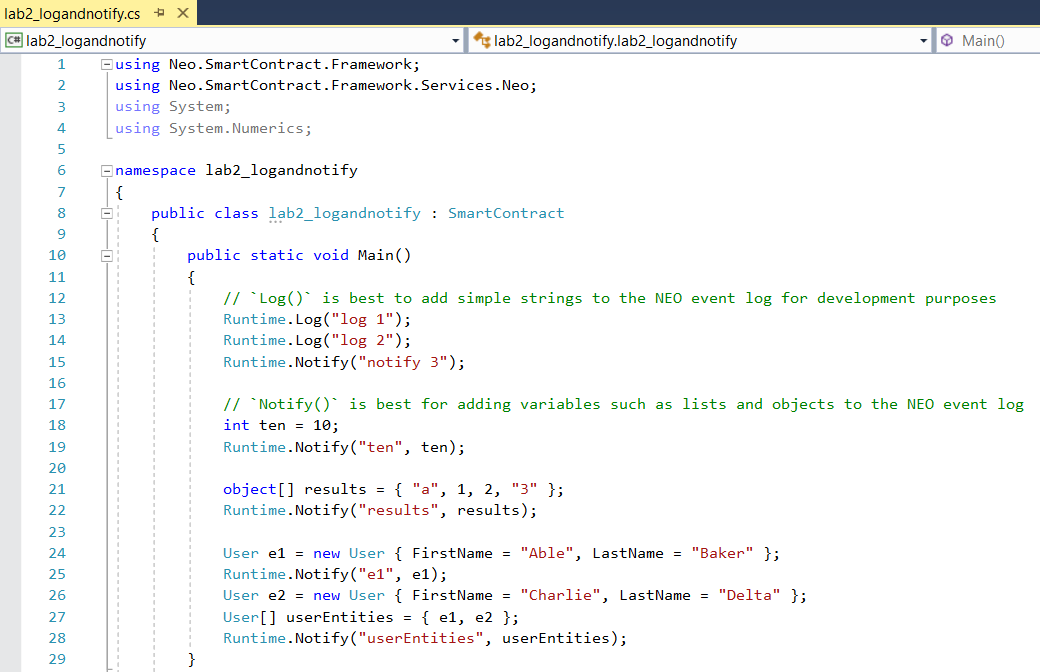 lab2_logandnotify.cs
C# lab2_logandnotify lab2_logandnotify.lab2_logandnotify Main()
1 using Neo.SmartContract.Framework;
2 using Neo.SmartContract.Framework.Services.Neo;
3 using System;
4 using System.Numerics;
5
6 namespace lab2_logandnotify
7 {
8 public class lab2_logandnotify : SmartContract
9 {
10 public static void Main()
11 {
12 // `Log()` is best to add simple strings to the NEO event log for development purposes
13 Runtime.Log("log 1");
14 Runtime.Log("log 2");
15 Runtime.Notify("notify 3");
16
17 // `Notify()` is best for adding variables such as lists and objects to the NEO event log
18 int ten = 10;
19 Runtime.Notify("ten", ten);
20
21 object[] results = { "a", 1, 2, "3" };
22 Runtime.Notify("results", results);
23
24 User e1 = new User { FirstName = "Able", LastName = "Baker" };
25 Runtime.Notify("e1", e1);
26 User e2 = new User { FirstName = "Charlie", LastName = "Delta" };
27 User[] userEntities = { e1, e2 };
28 Runtime.Notify("userEntities", userEntities);
29 }